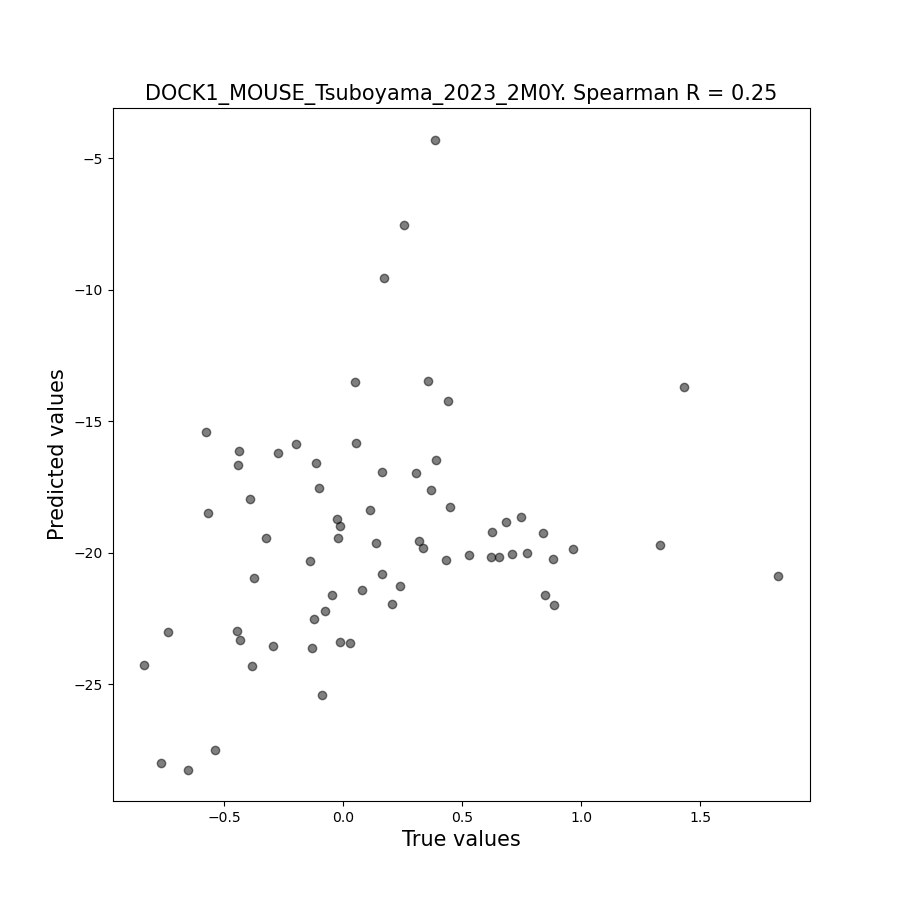 DOCK1_MOUSE_Tsuboyama_2023_2M0Y. Spearman R = 0.25
Predicted values
−5
−10
−15
−20
−25
−0.5 0.0 0.5 1.0 1.5
True values